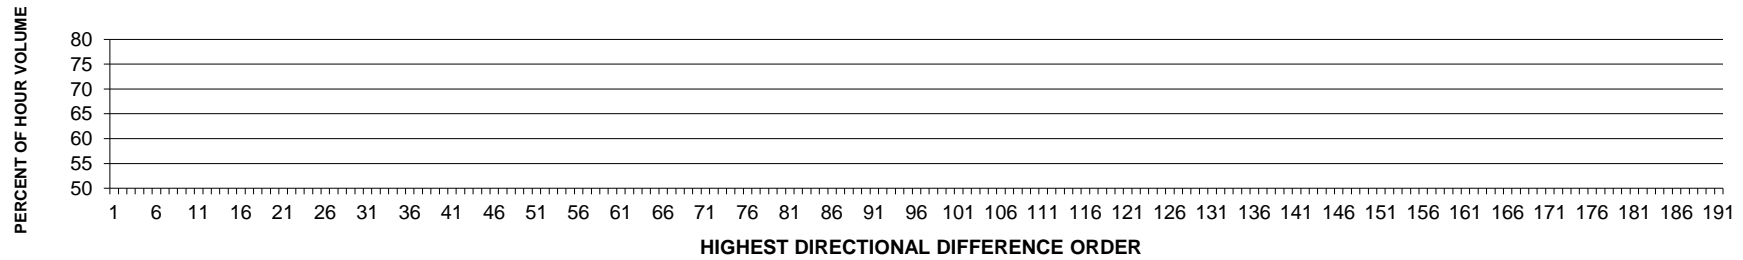 PERCENT OF HOUR VOLUME
80
75
70
65
60
55
50
1 6 11 16 21 26 31 36 41 46 51 56 61 66 71 76 81 86 91 96 101 106 111 116 121 126 131 136 141 146 151 156 161 166 171 176 181 186 191
HIGHEST DIRECTIONAL DIFFERENCE ORDER